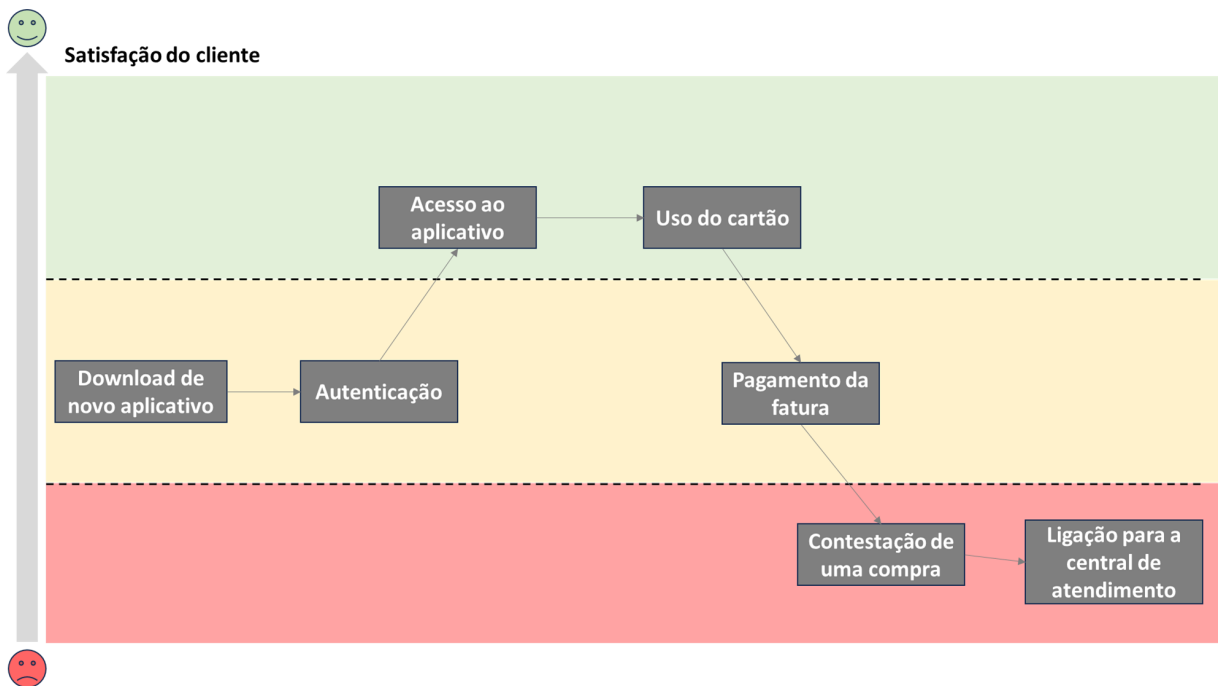 Satisfação do cliente
Acesso ao
aplicativo
Uso do cartão
Download de
novo aplicativo
Autenticação
Pagamento da
fatura
Contestação de
uma compra
Ligação para a
central de
atendimento